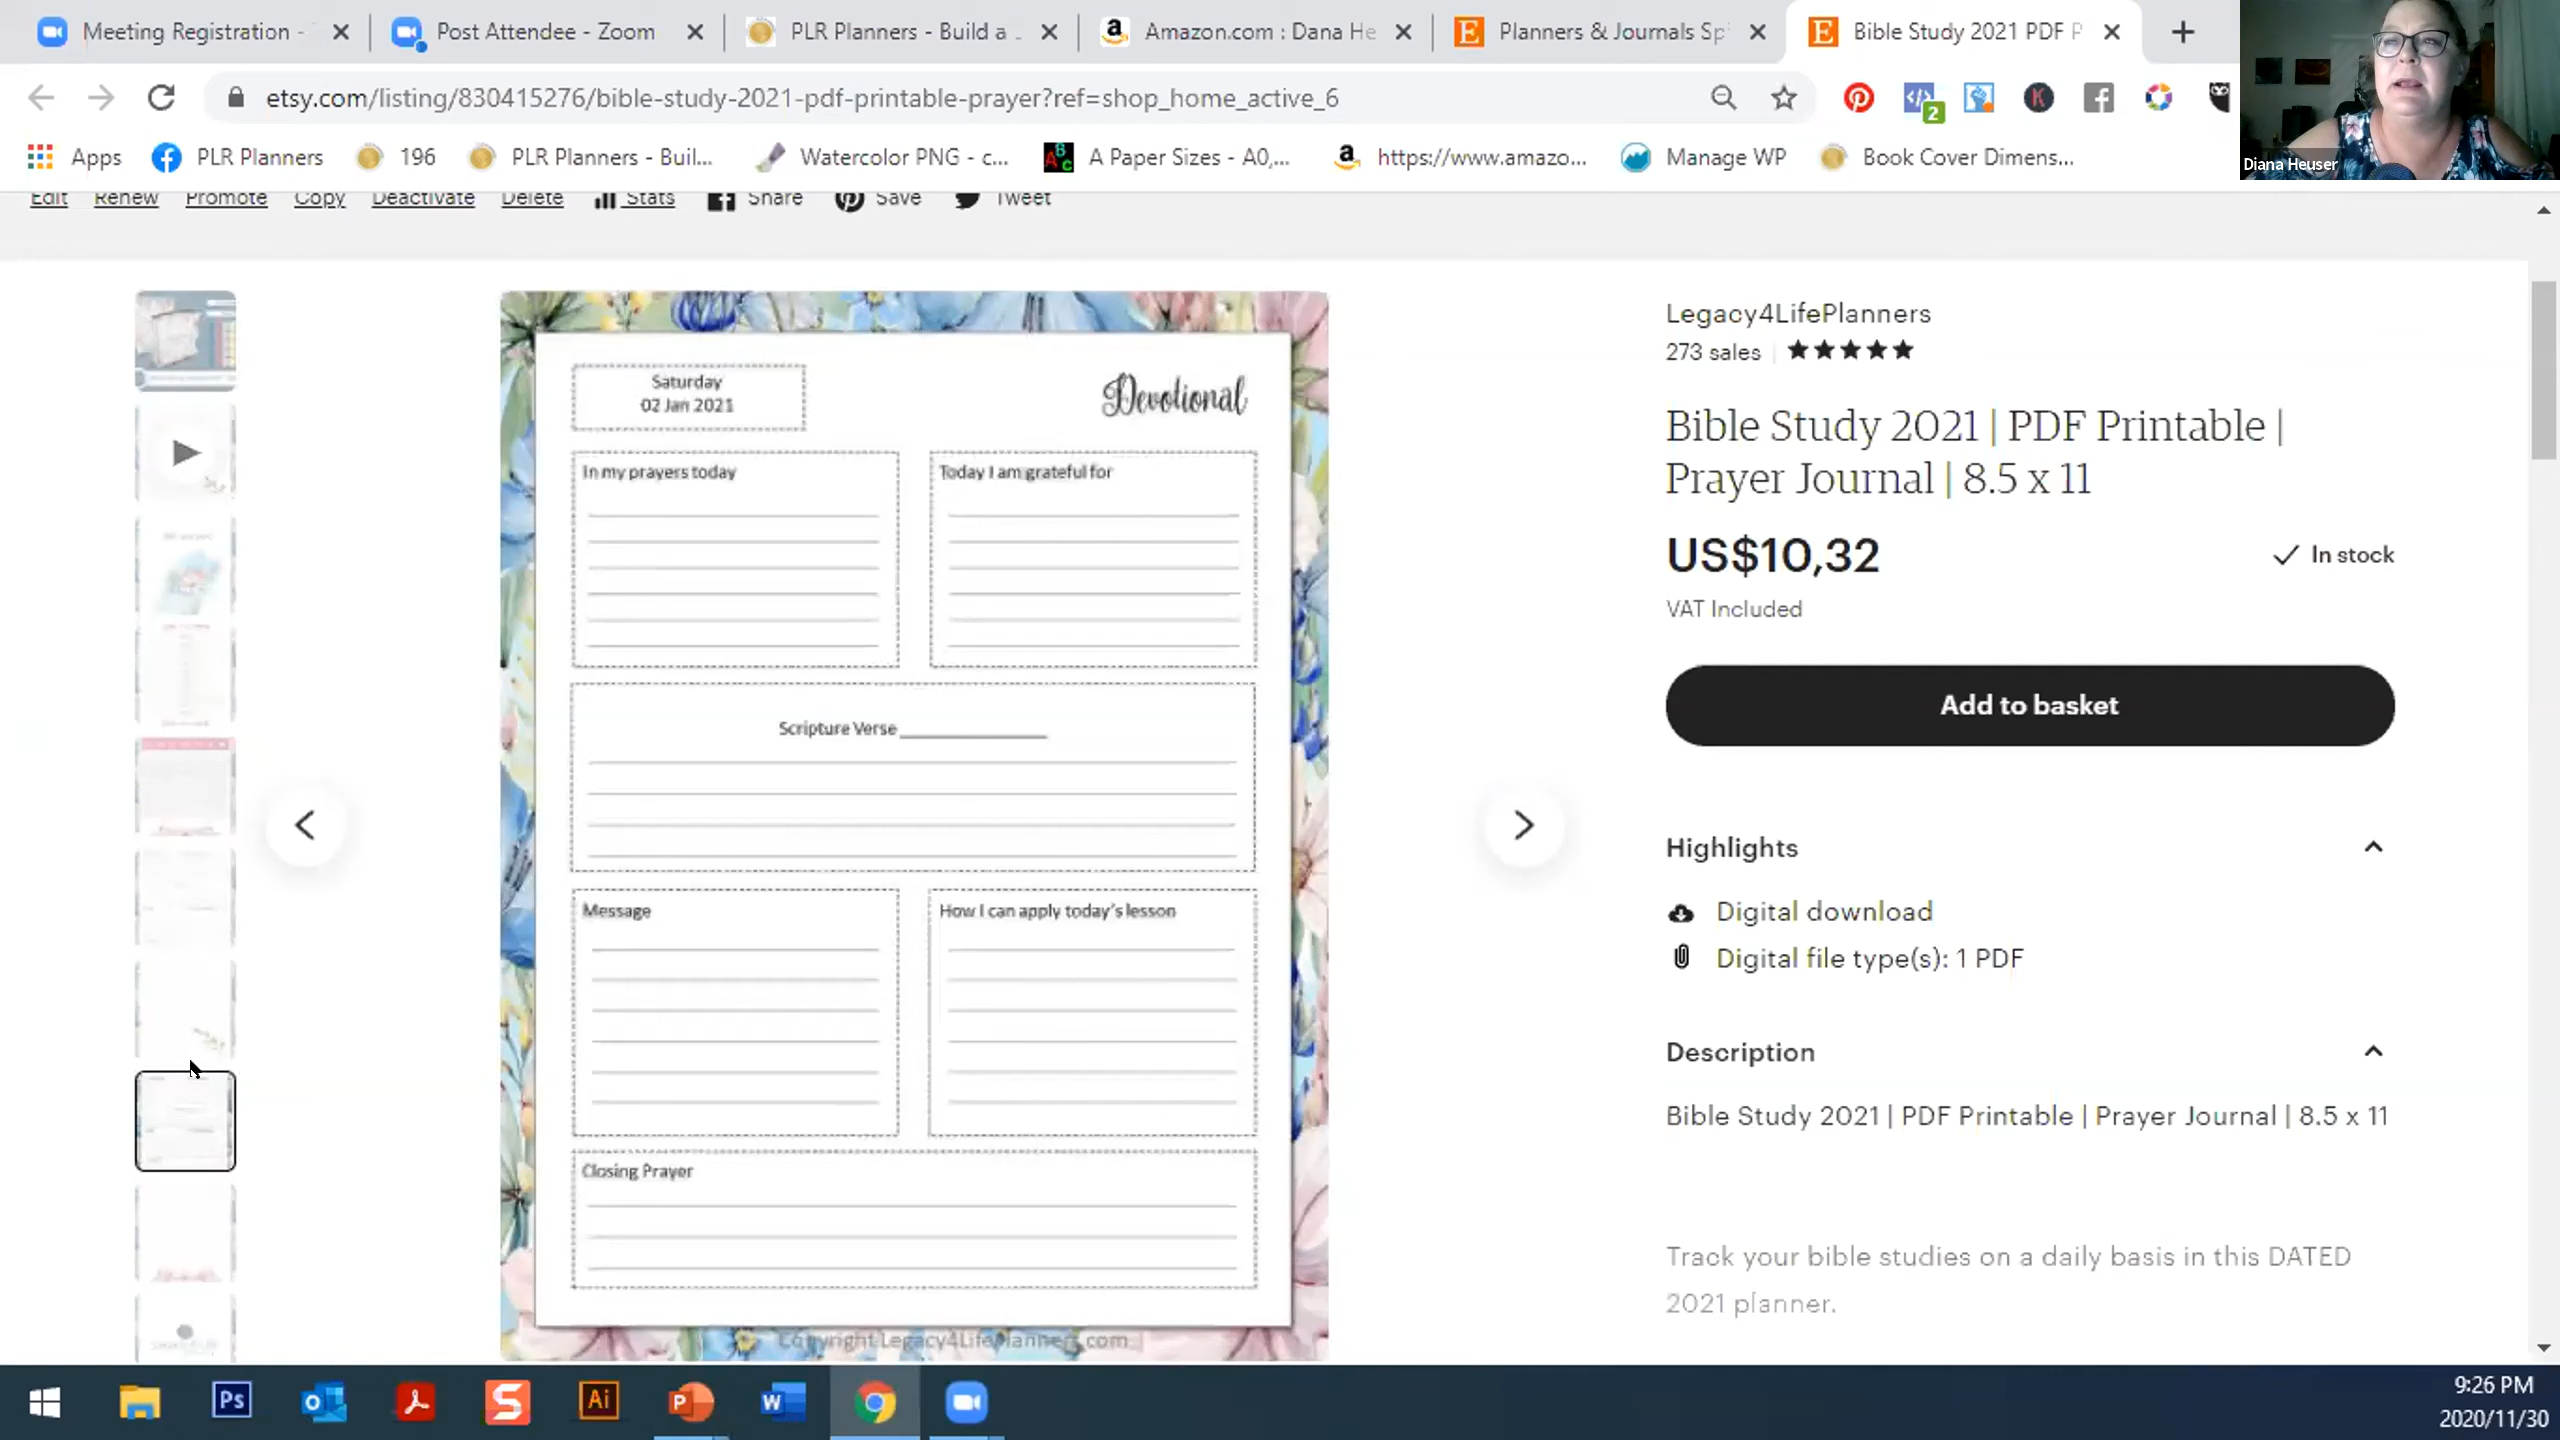 Meeting Registration -
Post Attendee - Zoom
PLR Planners - Build a
Amazon.com : Dana He
Planners & Journals Sp
Bible Study 2021 PDF P
etsy.com/listing/830415276/bible-study-2021-pdf-printable-prayer?ref=shop_home_active_6
2
Apps
PLR Planners
196
PLR Planners - Buil...
Watercolor PNG - c...
A Paper Sizes - A0,...
https://www.amazo...
Manage WP
Book Cover Dimens...
Diana Heuser
Edit
Renew
Promote
Copy
Deactivate
Delete
Stats
Share
Save
Tweet
Saturday
02 Jan 2021
Devotional
In my prayers today
Today I am grateful for
Scripture Verse
Message
How I can apply today's lesson
Closing Prayer
Copyright Legacy4LifePlanners.com
Legacy4LifePlanners
273 sales
Bible Study 2021 | PDF Printable |
Prayer Journal | 8.5 x 11
US$10,32
In stock
VAT Included
Add to basket
Highlights
Digital download
Digital file type(s): 1 PDF
Description
Bible Study 2021 | PDF Printable | Prayer Journal | 8.5 x 11
Track your bible studies on a daily basis in this DATED
2021 planner.
Ps
Ai
9:26 PM
2020/11/30